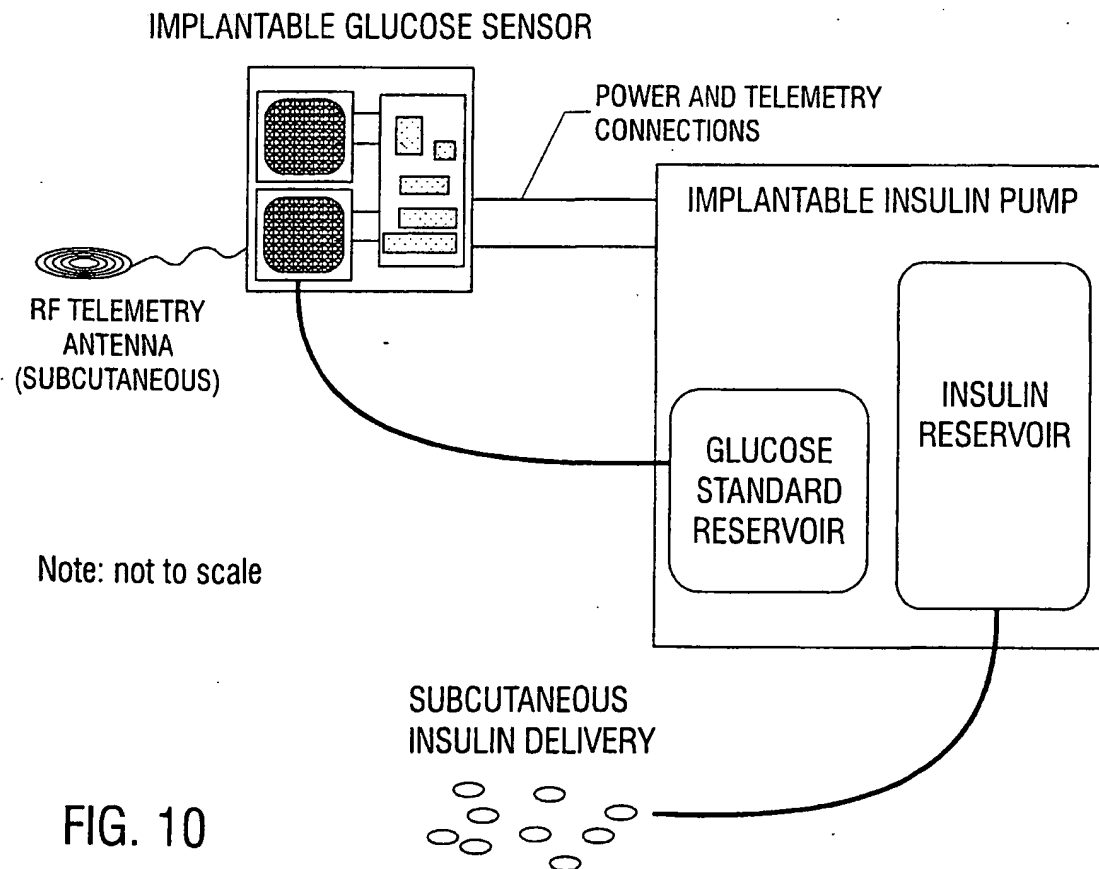 IMPLANTABLE GLUCOSE SENSOR
POWER AND TELEMETRY
CONNECTIONS
IMPLANTABLE INSULIN PUMP
RF TELEMETRY
ANTENNA
(SUBCUTANEOUS)
INSULIN
RESERVOIR
GLUCOSE
STANDARD
RESERVOIR
Note: not to scale
SUBCUTANEOUS
INSULIN DELIVERY
FIG. 10